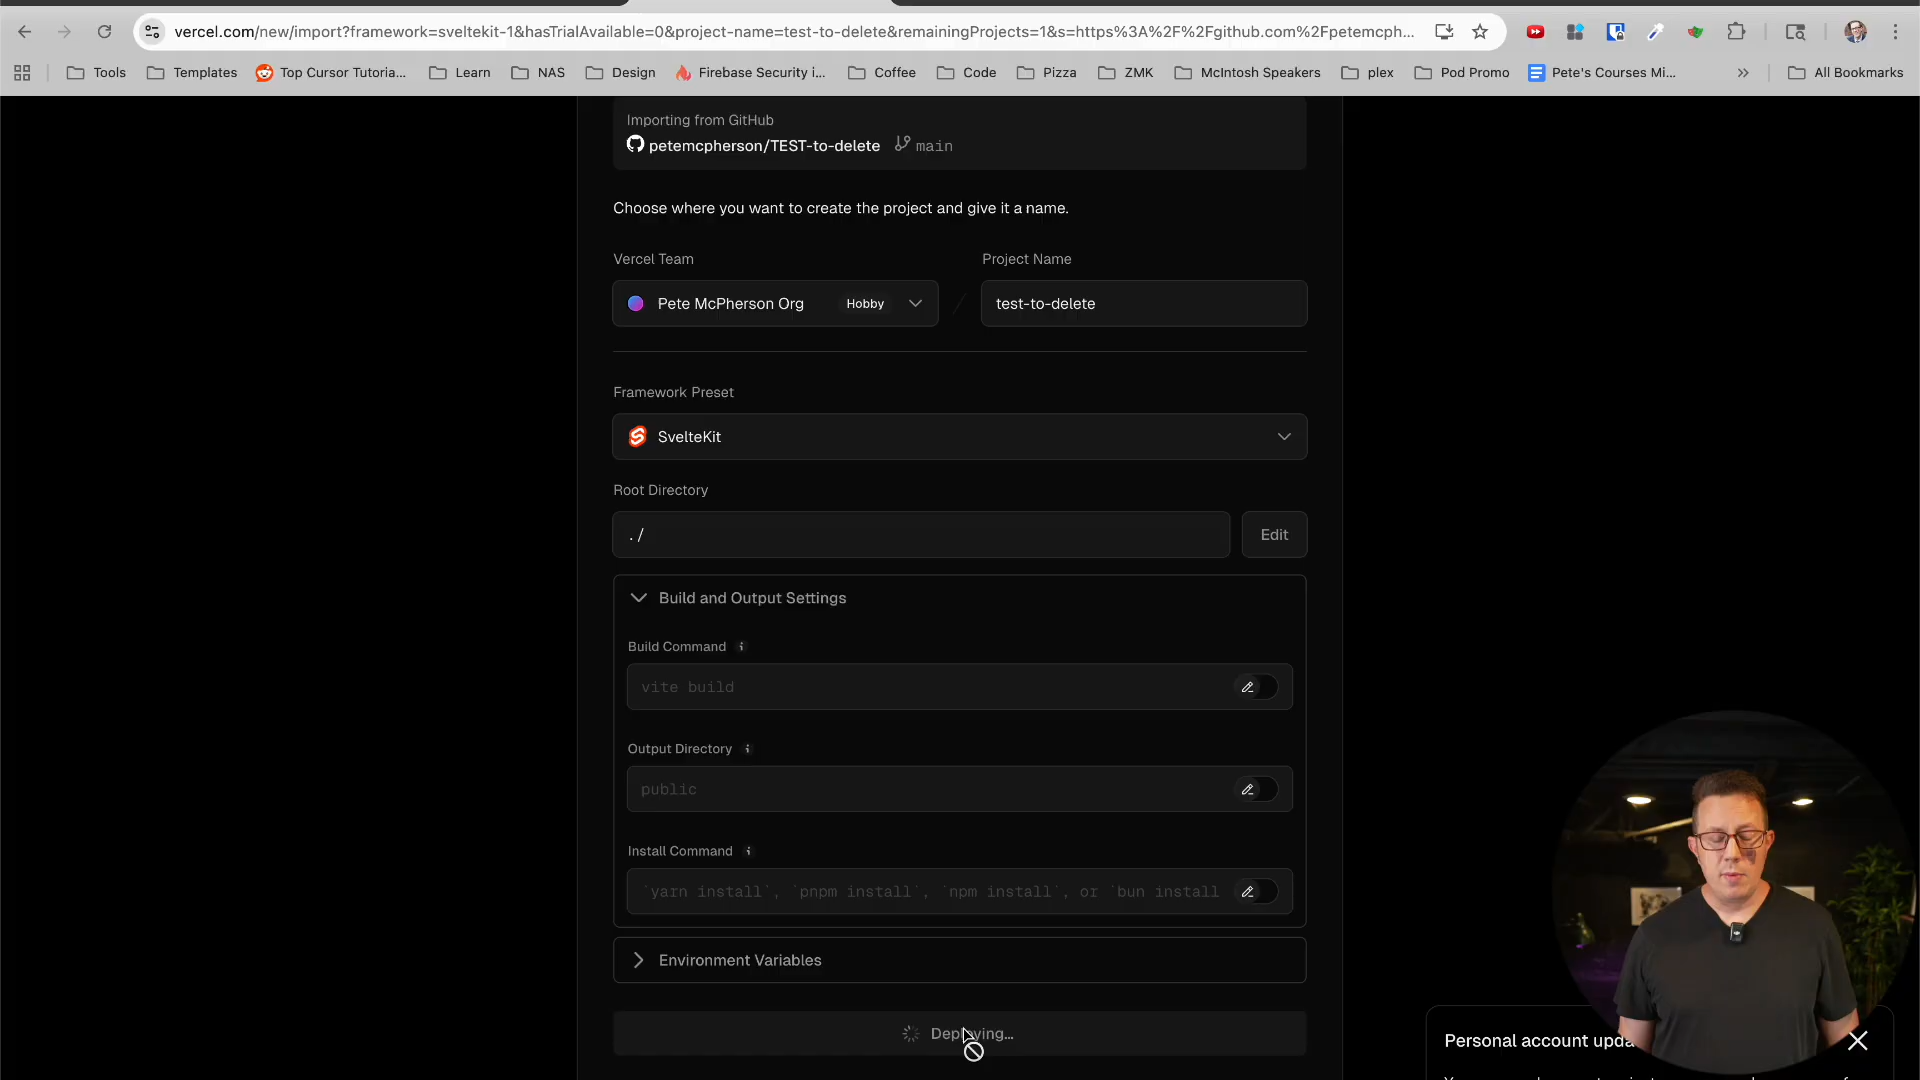 vercel.com/new/import?framework=sveltekit-1&hasTrialAvailable=0&project-name=test-to-delete&remainingProjects=1&s=https%3A%2F%2Fgithub.com%2Fpetemcph...
Tools Templates Top Cursor Tutoria... Learn NAS Design Firebase Security i... Coffee Code Pizza ZMK McIntosh Speakers plex Pod Promo Pete's Courses Mi... » All Bookmarks
Importing from GitHub
petemcpherson/TEST-to-delete main
Choose where you want to create the project and give it a name.
Vercel Team Project Name
Pete McPherson Org Hobby / test-to-delete
Framework Preset
SvelteKit
Root Directory
./ Edit
Build and Output Settings
Build Command
vite build
Output Directory
public
Install Command
`yarn install`, `pnpm install`, `npm install`, or `bun install
Environment Variables
Deploying...
Personal account upda